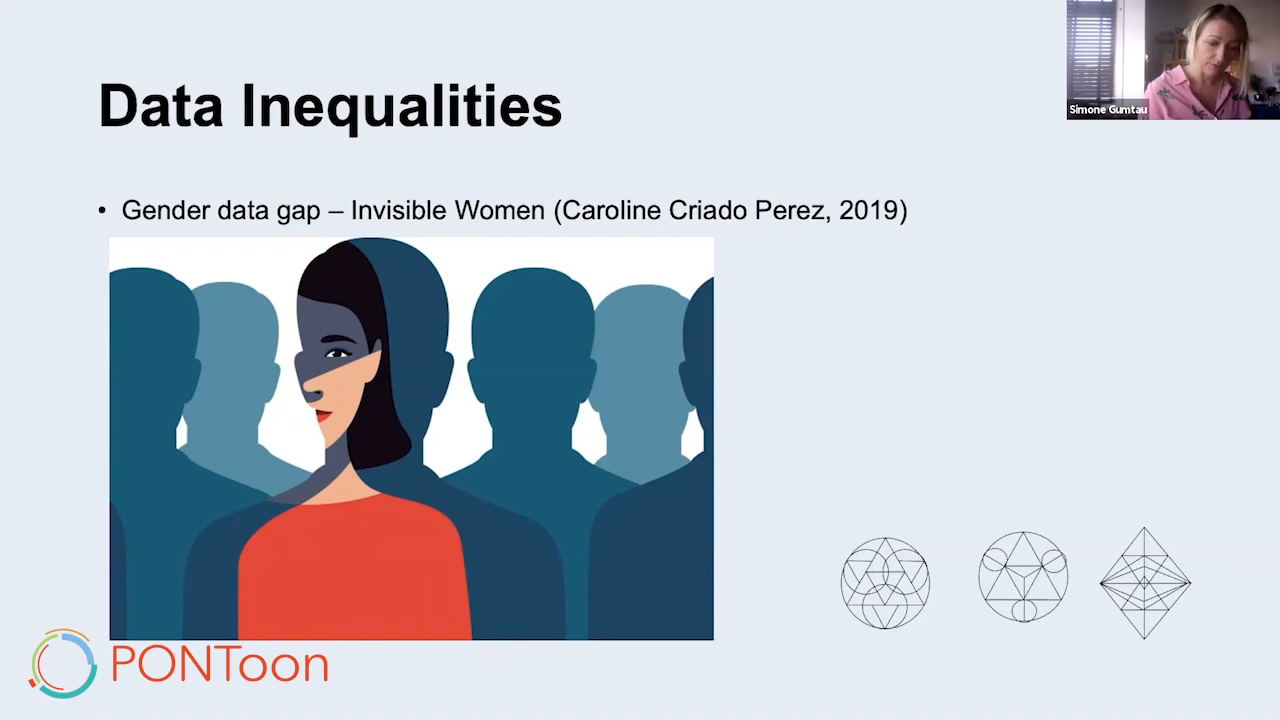 Data Inequalities
Simone Gumtau
• Gender data gap – Invisible Women (Caroline Criado Perez, 2019)
PONToon